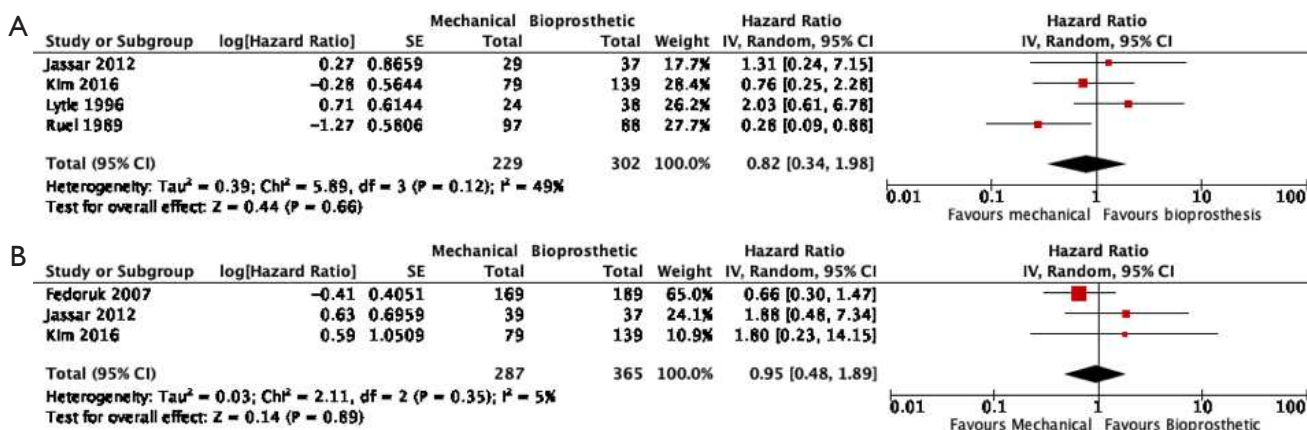 A
Mechanical Bioprosthetic Hazard Ratio Hazard Ratio
Study or Subgroup log[Hazard Ratio] SE Total Total Weight IV, Random, 95% CI IV, Random, 95% CI
Jassar 2012 0.27 0.8659 29 37 17.7% 1.31 [0.24, 7.15]
Kim 2016 −0.28 0.5644 79 139 28.4% 0.76 [0.25, 2.28]
Lytle 1996 0.71 0.6144 24 38 26.2% 2.03 [0.61, 6.78]
Ruel 1989 −1.27 0.5806 97 88 27.7% 0.28 [0.09, 0.88]
Total (95% CI) 229 302 100.0% 0.82 [0.34, 1.98]
Heterogeneity: Tau² = 0.39; Chi² = 5.89, df = 3 (P = 0.12); I² = 49%
Test for overall effect: Z = 0.44 (P = 0.66)
0.01 0.1 1 10 100
Favours mechanical Favours bioprosthesis
B
Mechanical Bioprosthetic Hazard Ratio Hazard Ratio
Study or Subgroup log[Hazard Ratio] SE Total Total Weight IV, Random, 95% CI IV, Random, 95% CI
Fedoruk 2007 −0.41 0.4051 169 189 65.0% 0.66 [0.30, 1.47]
Jassar 2012 0.63 0.6959 39 37 24.1% 1.88 [0.48, 7.34]
Kim 2016 0.59 1.0509 79 139 10.9% 1.80 [0.23, 14.15]
Total (95% CI) 287 365 100.0% 0.95 [0.48, 1.89]
Heterogeneity: Tau² = 0.03; Chi² = 2.11, df = 2 (P = 0.35); I² = 5%
Test for overall effect: Z = 0.14 (P = 0.89)
0.01 0.1 1 10 100
Favours Mechanical Favours Bioprosthetic